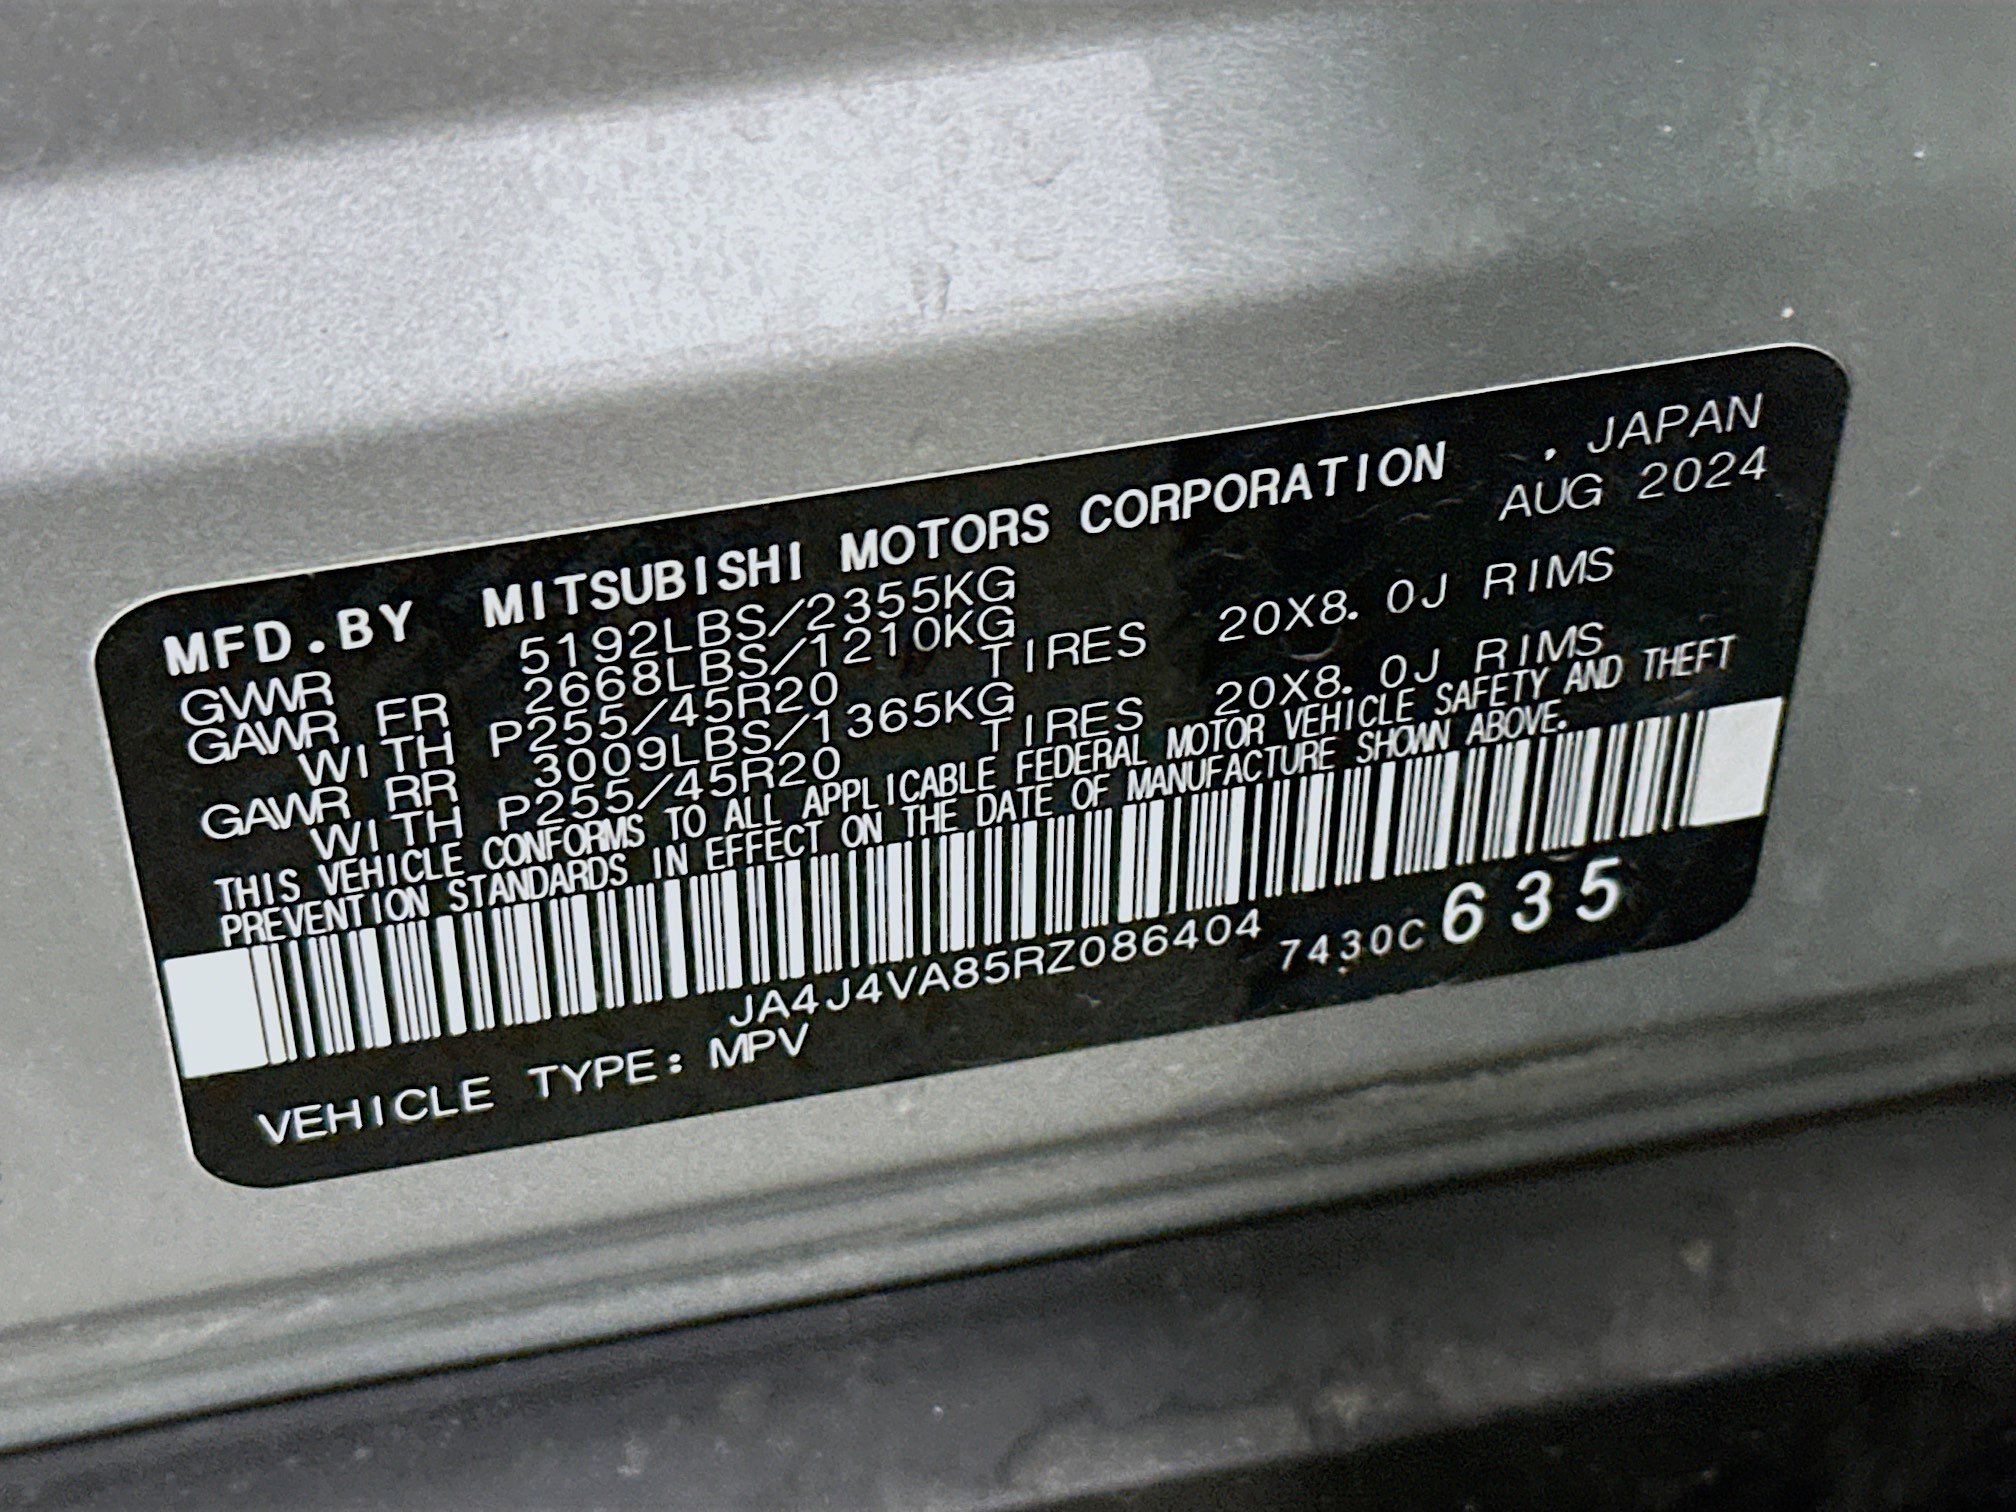 MFD.BY MITSUBISHI MOTORS CORPORATION . JAPAN
AUG 2024
GVWR 5192LBS/2355KG
GAWR FR 2668LBS/1210KG
WITH P255/45R20 TIRES 20X8.0J RIMS
GAWR RR 3009LBS/1365KG
WITH P255/45R20 TIRES 20X8.0J RIMS
THIS VEHICLE CONFORMS TO ALL APPLICABLE FEDERAL MOTOR VEHICLE SAFETY AND THEFT
PREVENTION STANDARDS IN EFFECT ON THE DATE OF MANUFACTURE SHOWN ABOVE.
JA4J4VA85RZ086404 7430C 635
VEHICLE TYPE: MPV